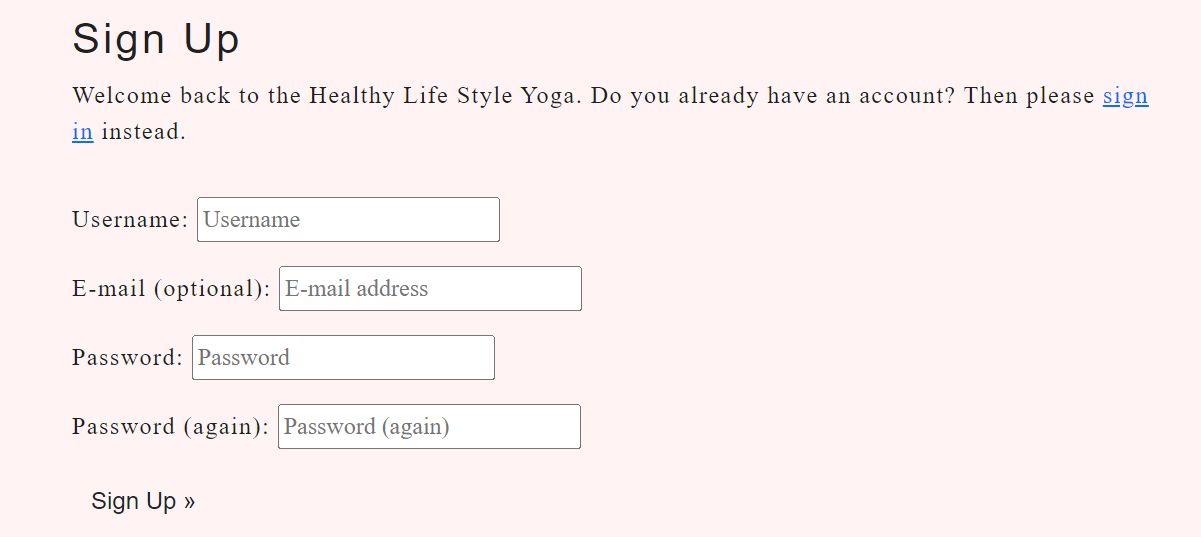 Sign Up
Welcome back to the Healthy Life Style Yoga. Do you already have an account? Then please sign
in instead.
Username: Username
E-mail (optional): E-mail address
Password: Password
Password (again): Password (again)
Sign Up »